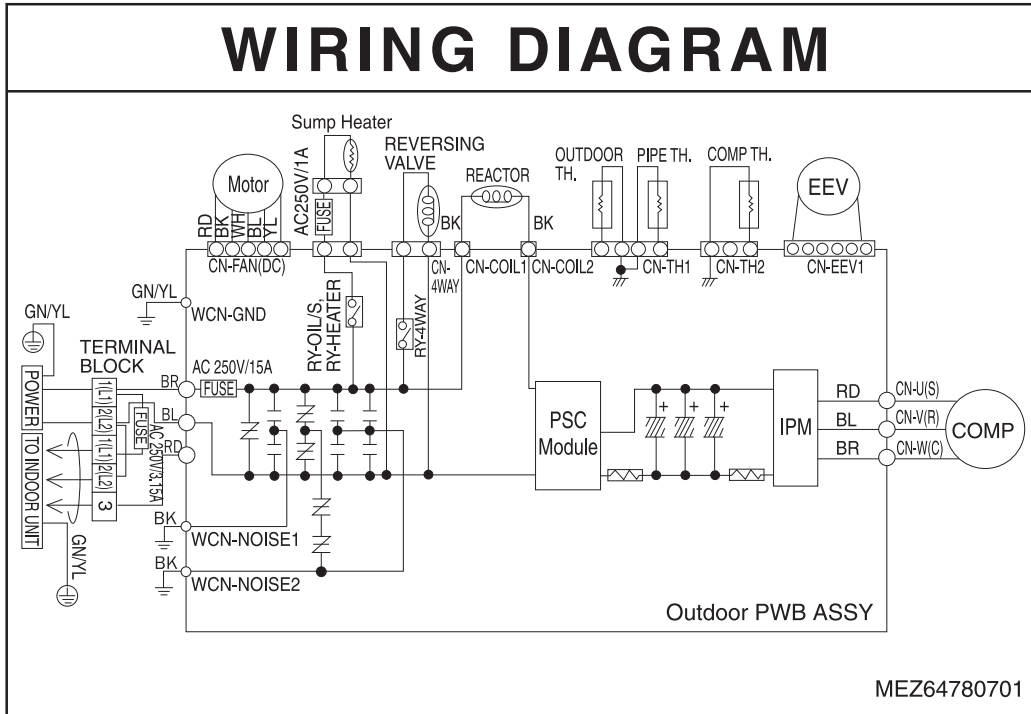 WIRING DIAGRAM
Sump Heater
REVERSING
VALVE
AC250V/1A
FUSE
Motor
RD
BK
WH
BL
YL
CN-FAN(DC)
BK
REACTOR
BK
OUTDOOR
TH.
PIPE TH.
COMP TH.
EEV
CN-
4WAY
CN-COIL1
CN-COIL2
CN-TH1
CN-TH2
CN-EEV1
GN/YL
WCN-GND
RY-OIL/S,
RY-HEATER
RY-4WAY
GN/YL
TERMINAL
BLOCK
AC 250V/15A
FUSE
POWER
TO INDOOR UNIT
1(L1)
2(L2)
1(L1)
2(L2)
3
FUSE
AC 250V/3.15A
BR
BL
RD
GN/YL
BK
WCN-NOISE1
BK
WCN-NOISE2
PSC
Module
+
+
+
IPM
RD
BL
BR
CN-U(S)
CN-V(R)
CN-W(C)
COMP
Outdoor PWB ASSY
MEZ64780701